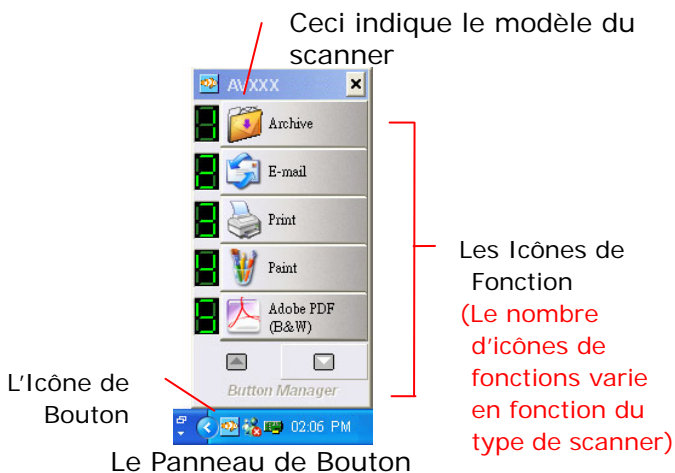 Ceci indique le modèle du
scanner
AVXXX
Archive
E-mail
Print
Paint
Adobe PDF
(B&W)
Button Manager
02:06 PM
Les Icônes de
Fonction
(Le nombre
d'icônes de
fonctions varie
en fonction du
type de scanner)
L'Icône de
Bouton
Le Panneau de Bouton